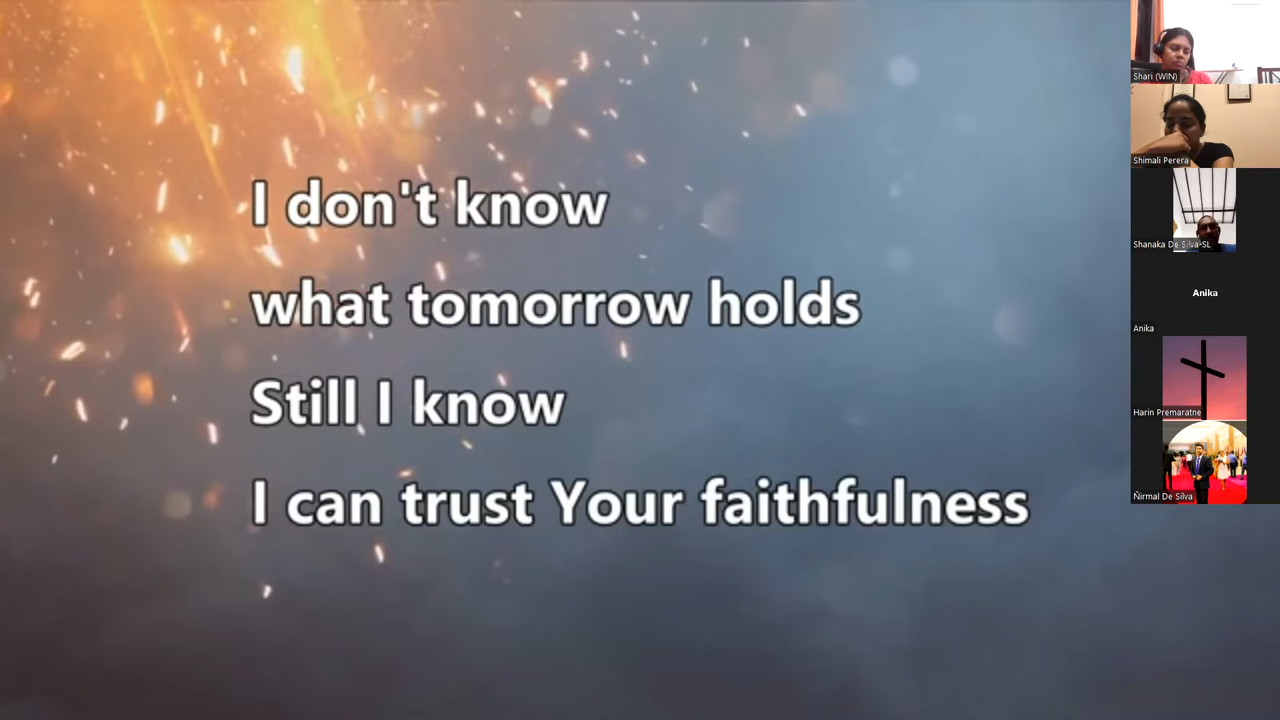 I don't know
what tomorrow holds
Still I know
I can trust Your faithfulness
Shari (WIN)
Shimali Perera
Shanaka De Silva-SL
Anika
Anika
Harin Premaratne
Ñirmal De Silva